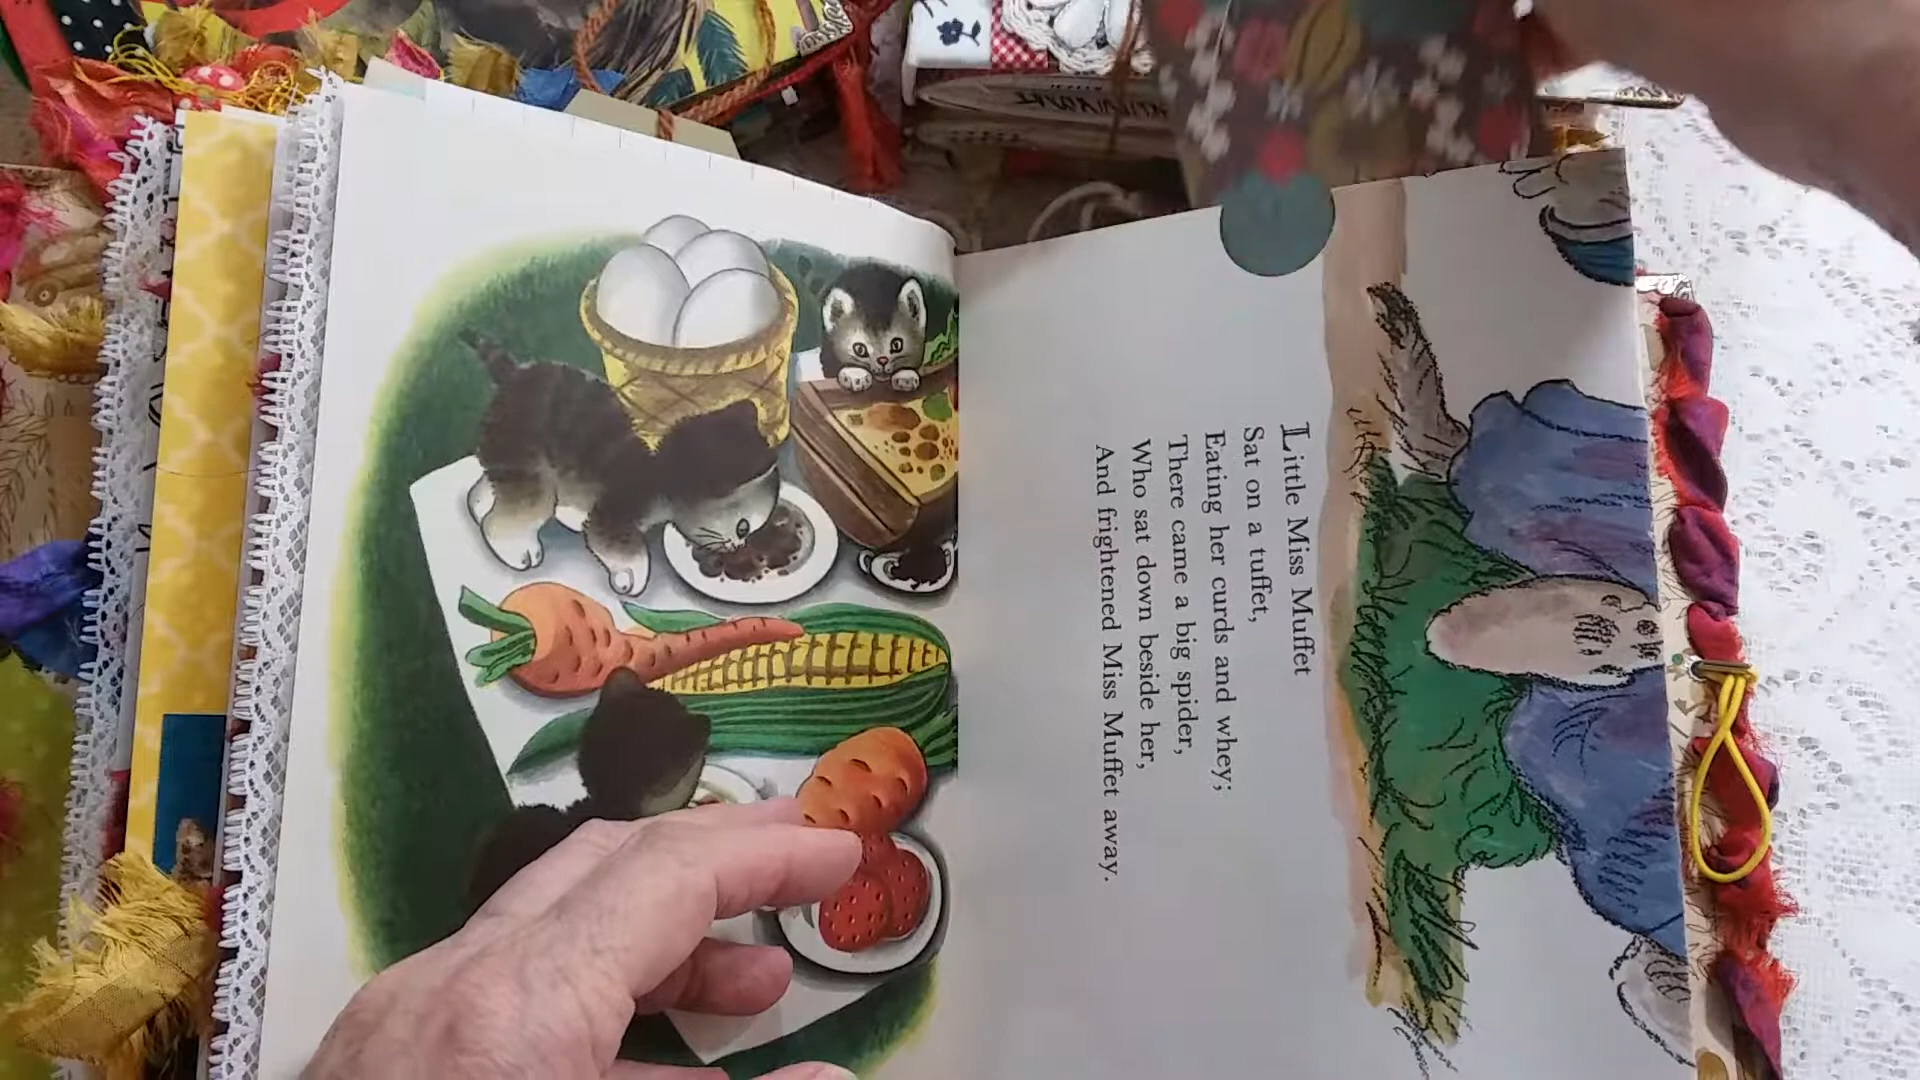 Little Miss Muffet
Sat on a tuffet,
Eating her curds and whey;
There came a big spider,
Who sat down beside her,
And frightened Miss Muffet away.